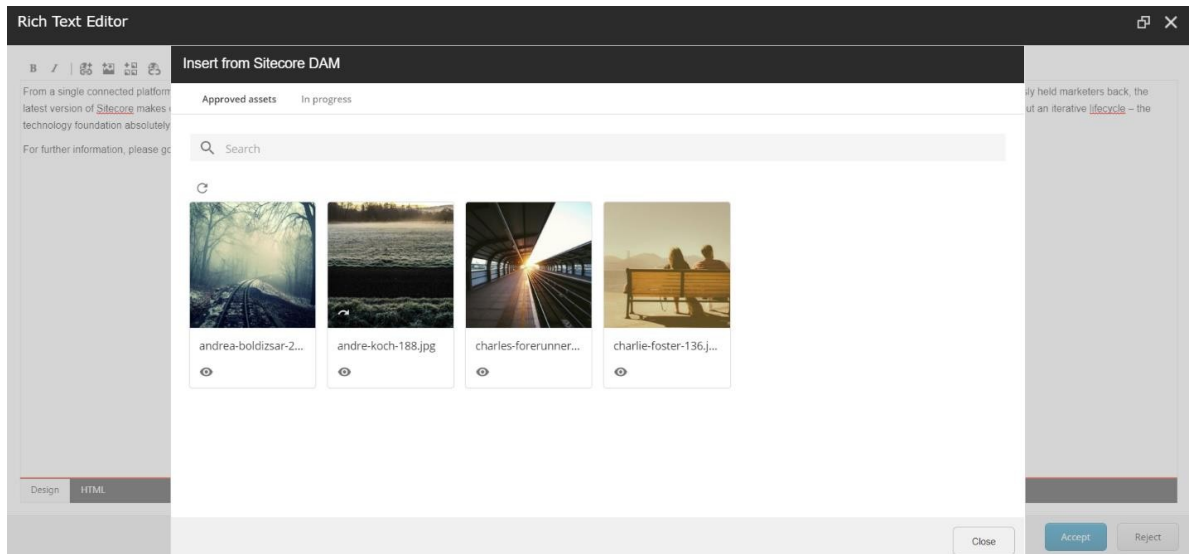 Rich Text Editor
B I
Insert from Sitecore DAM
From a single connected platform
ly held marketers back, the
latest version of Sitecore makes
ut an iterative lifecycle – the
technology foundation absolutely
For further information, please go
Approved assets In progress
Search
andrea-boldizsar-2... andre-koch-188.jpg charles-forerunner... charlie-foster-136.j...
Design HTML
Close Accept Reject